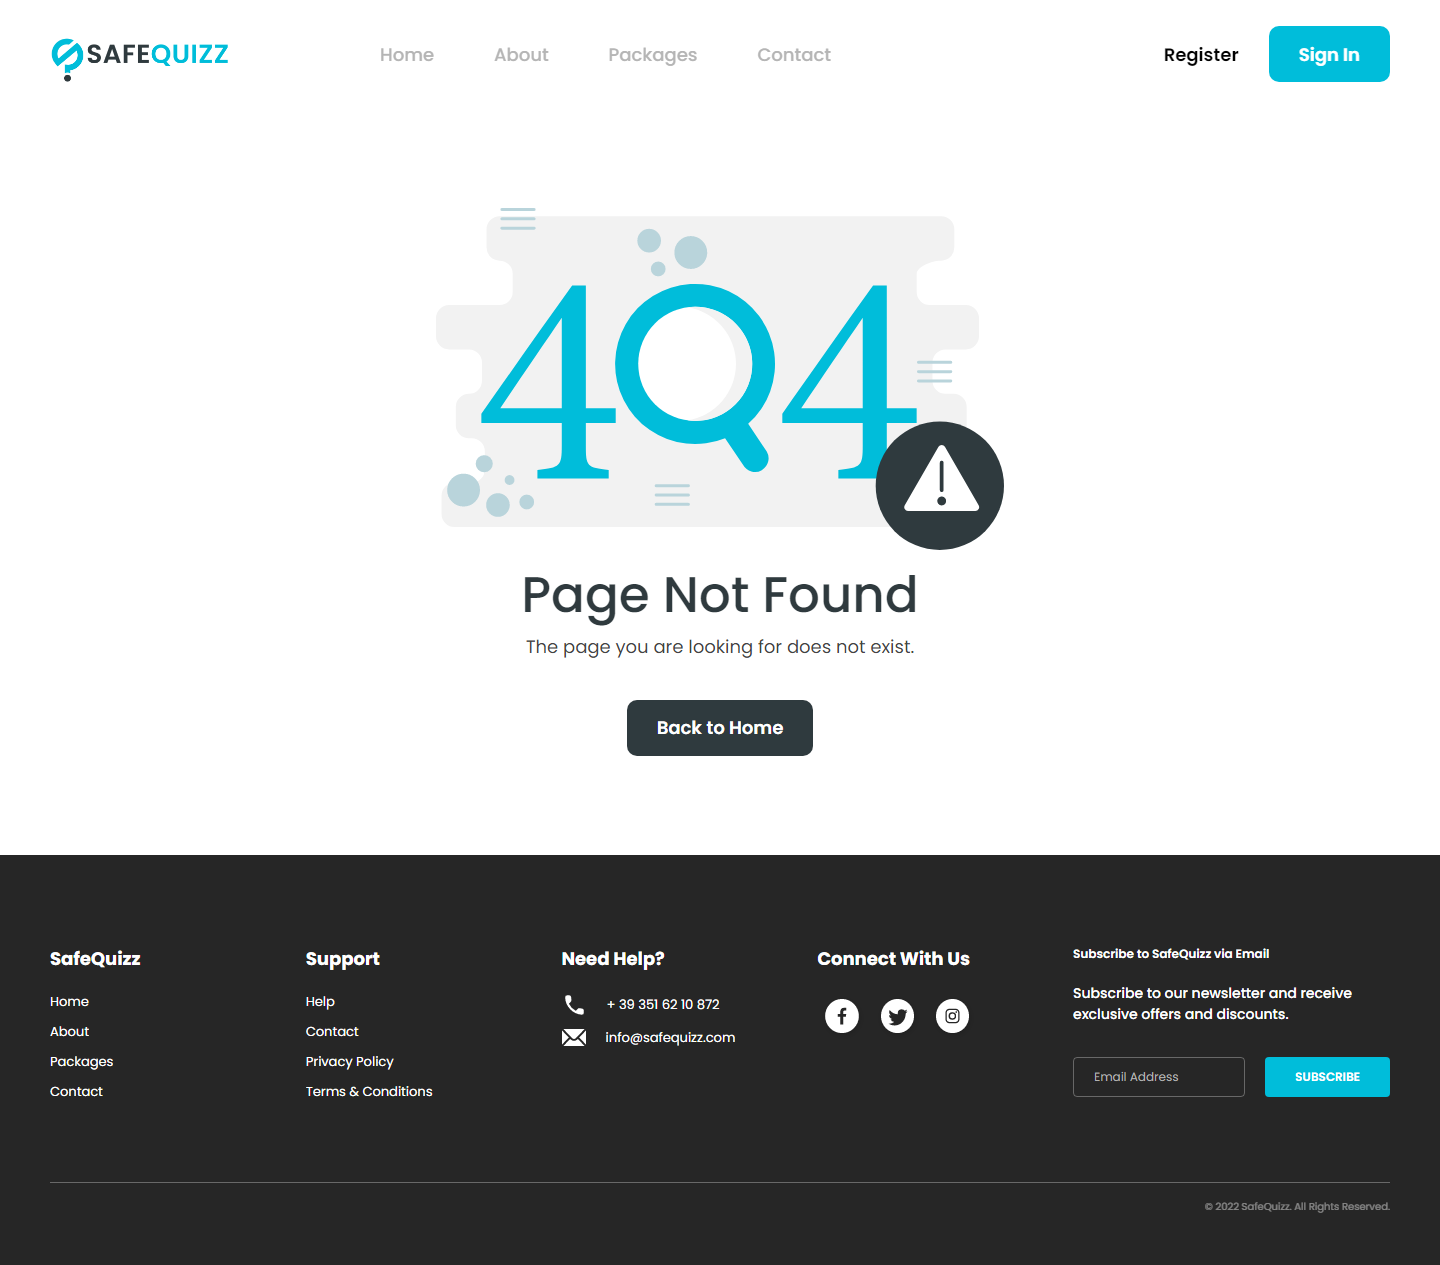 SAFEQUIZZ
Home
About
Packages
Contact
Register
Sign In
404
Page Not Found
The page you are looking for does not exist.
Back to Home
SafeQuizz
Home
About
Packages
Contact
Support
Help
Contact
Privacy Policy
Terms & Conditions
Need Help?
+ 39 351 62 10 872
info@safequizz.com
Connect With Us
Subscribe to SafeQuizz via Email
Subscribe to our newsletter and receive
exclusive offers and discounts.
Email Address
SUBSCRIBE
© 2022 SafeQuizz. All Rights Reserved.